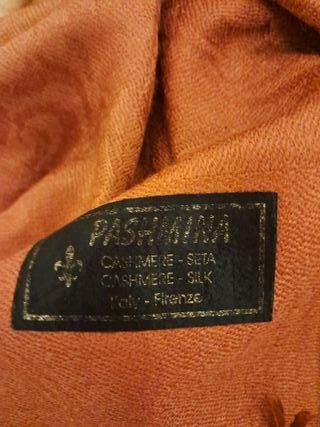 PASHMINA
CASHMERE - SETA
CASHMERE - SILK
Italy - Firenze